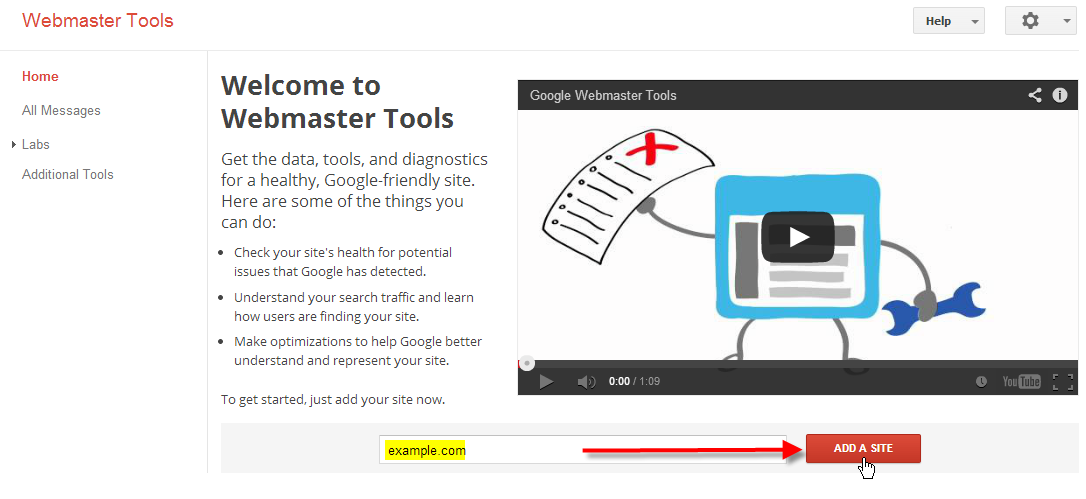 Webmaster Tools
Help
Home
All Messages
Labs
Additional Tools
Welcome to
Webmaster Tools
Get the data, tools, and diagnostics
for a healthy, Google-friendly site.
Here are some of the things you
can do:
Check your site's health for potential
issues that Google has detected.
Understand your search traffic and learn
how users are finding your site.
Make optimizations to help Google better
understand and represent your site.
To get started, just add your site now.
Google Webmaster Tools
0:00 / 1:09
YouTube
example.com
ADD A SITE